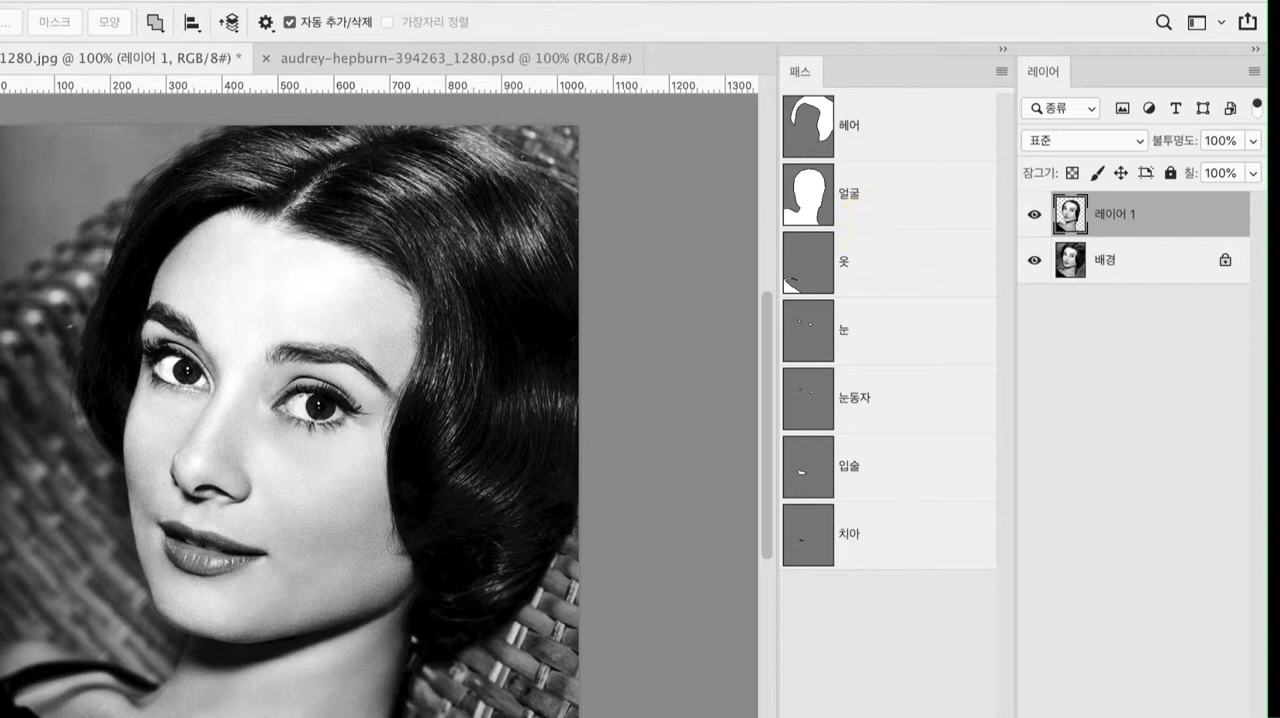 ... 마스크 모양 자동 추가/삭제 가장자리 정렬
1280.jpg @ 100% (레이어 1, RGB/8#) * × audrey-hepburn-394263_1280.psd @ 100% (RGB/8#)
0 100 200 300 400 500 600 700 800 900 1000 1100 1200 1300
패스
헤어
얼굴
옷
눈
눈동자
입술
치아
레이어
종류
표준 불투명도: 100%
잠그기: 칠: 100%
레이어 1
배경